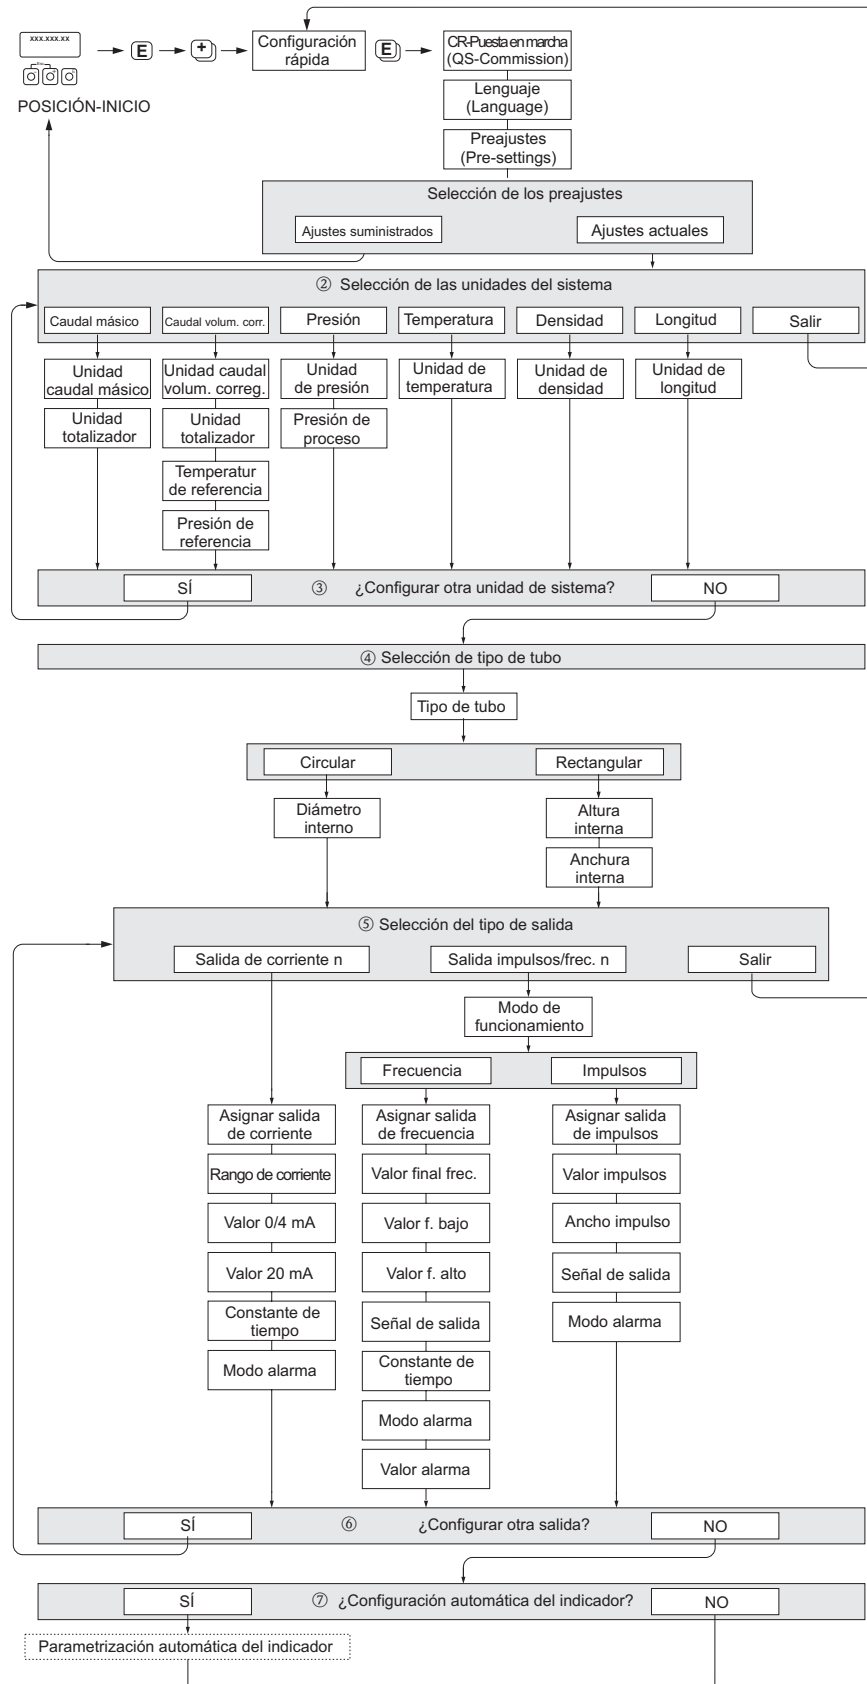 xxx.xxx.xx
Esc
E
+
Configuración
rápida
E
CR-Puesta en marcha
(QS-Commission)
Lenguaje
(Language)
POSICIÓN-INICIO
Preajustes
(Pre-settings)
Selección de los preajustes
Ajustes suministrados
Ajustes actuales
② Selección de las unidades del sistema
Caudal másico
Caudal volum. corr.
Presión
Temperatura
Densidad
Longitud
Salir
Unidad
caudal másico
Unidad caudal
volum. correg.
Unidad
de presión
Unidad de
temperatura
Unidad de
densidad
Unidad de
longitud
Unidad
totalizador
Unidad
totalizador
Presión de
proceso
Temperatur
de referencia
Presión de
referencia
SÍ
③ ¿Configurar otra unidad de sistema?
NO
④ Selección de tipo de tubo
Tipo de tubo
Circular
Rectangular
Diámetro
interno
Altura
interna
Anchura
interna
⑤ Selección del tipo de salida
Salida de corriente n
Salida impulsos/frec. n
Salir
Modo de
funcionamiento
Frecuencia
Impulsos
Asignar salida
de corriente
Asignar salida
de frecuencia
Asignar salida
de impulsos
Rango de corriente
Valor final frec.
Valor impulsos
Valor 0/4 mA
Valor f. bajo
Ancho impulso
Valor 20 mA
Valor f. alto
Señal de salida
Constante de
tiempo
Señal de salida
Modo alarma
Modo alarma
Constante de
tiempo
Modo alarma
Valor alarma
SÍ
⑥ ¿Configurar otra salida?
NO
SÍ
⑦ ¿Configuración automática del indicador?
NO
Parametrización automática del indicador